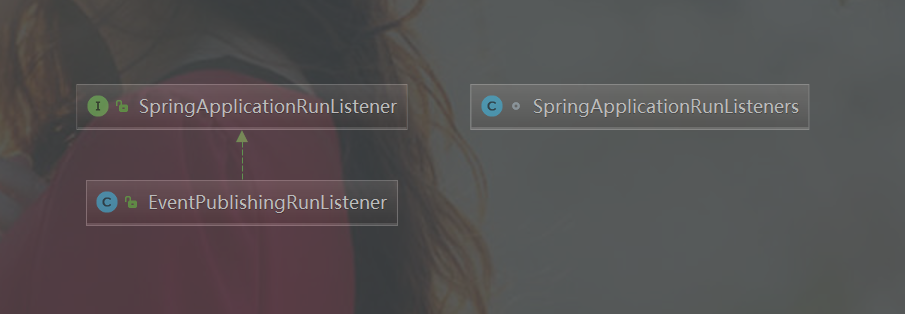 I SpringApplicationRunListener
C SpringApplicationRunListeners
C EventPublishingRunListener